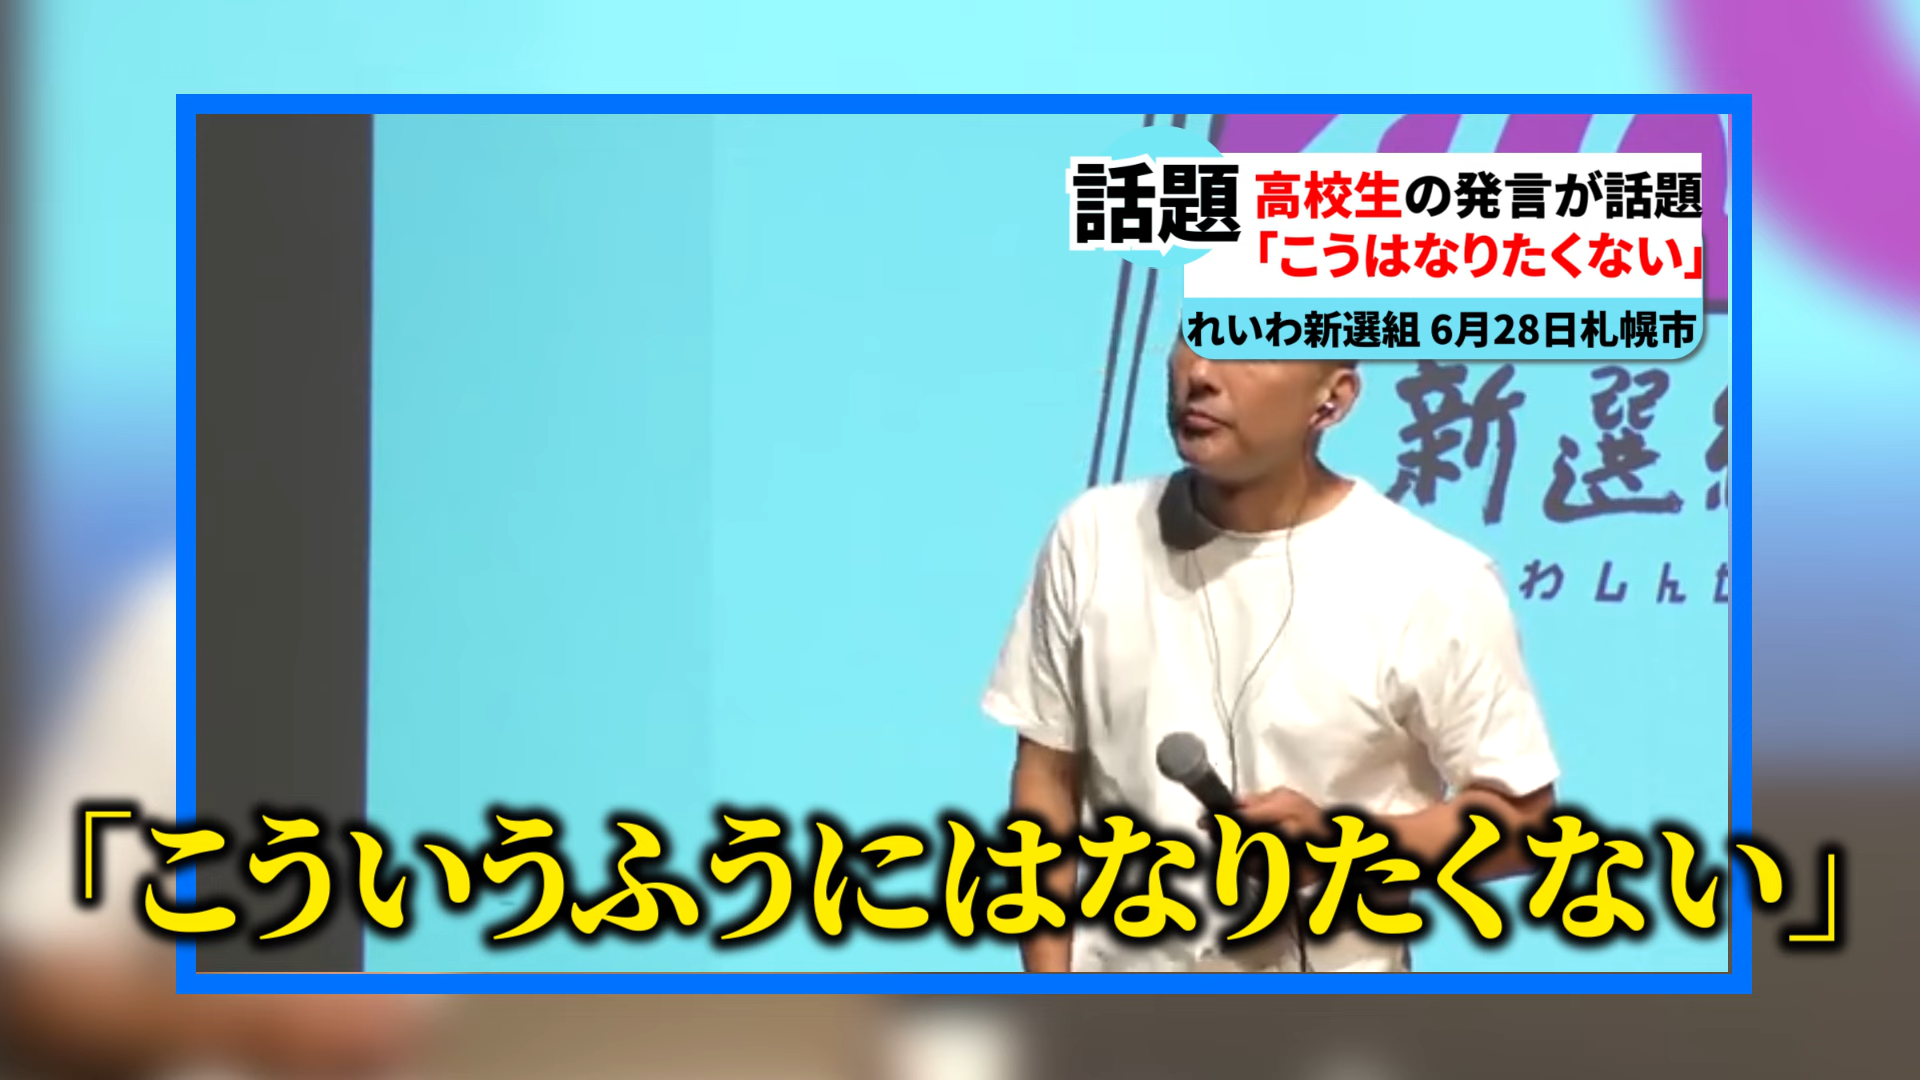 話題
高校生の発言が話題
「こうはなりたくない」
れいわ新選組 6月28日札幌市
新選
わしん
「こういうふうにはなりたくない」